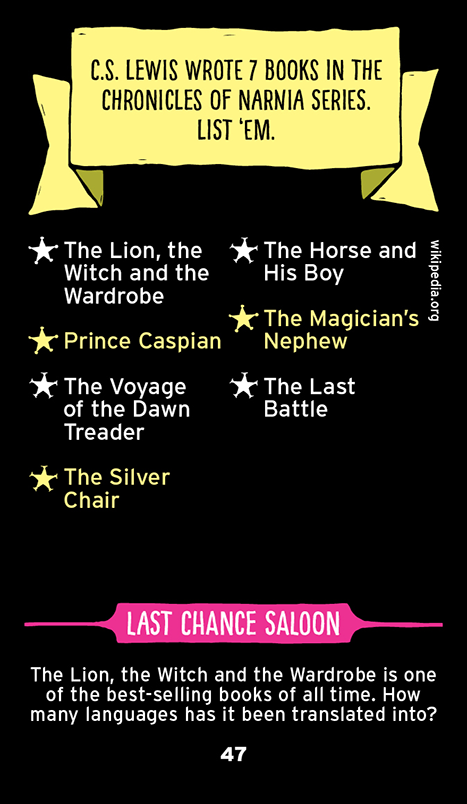 C.S. LEWIS WROTE 7 BOOKS IN THE
CHRONICLES OF NARNIA SERIES.
LIST ‘EM.
The Lion, the
Witch and the
Wardrobe
Prince Caspian
The Voyage
of the Dawn
Treader
The Silver
Chair
The Horse and
His Boy
The Magician’s
Nephew
The Last
Battle
wikipedia.org
LAST CHANCE SALOON
The Lion, the Witch and the Wardrobe is one
of the best-selling books of all time. How
many languages has it been translated into?
47